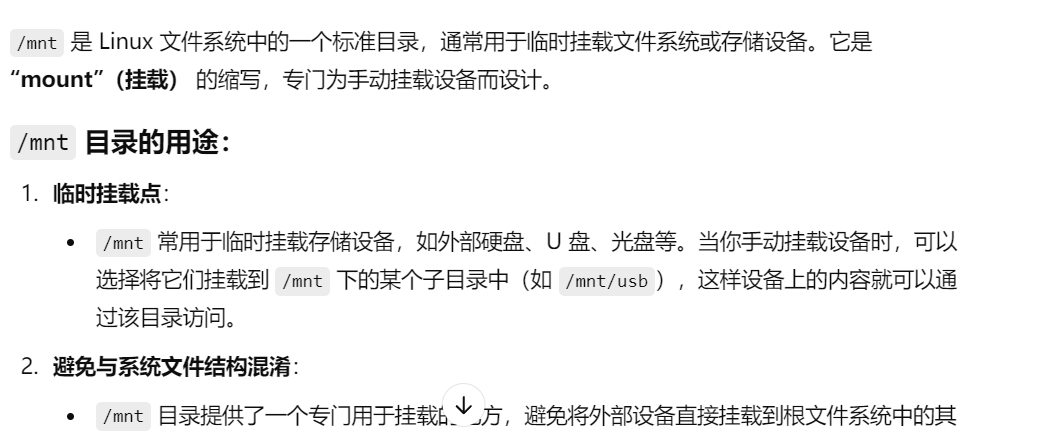 /mnt 是 Linux 文件系统中的一个标准目录，通常用于临时挂载文件系统或存储设备。它是
“mount”（挂载） 的缩写，专门为手动挂载设备而设计。
/mnt 目录的用途：
1. 临时挂载点：
• /mnt 常用于临时挂载存储设备，如外部硬盘、U 盘、光盘等。当你手动挂载设备时，可以
选择将它们挂载到 /mnt 下的某个子目录中（如 /mnt/usb），这样设备上的内容就可以通
过该目录访问。
2. 避免与系统文件结构混淆：
• /mnt 目录提供了一个专门用于挂载的方，避免将外部设备直接挂载到根文件系统中的其